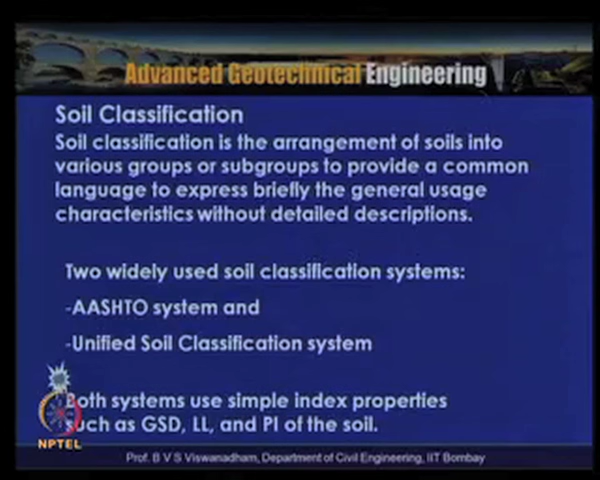 Advanced Geotechnical Engineering
Soil Classification
Soil classification is the arrangement of soils into
various groups or subgroups to provide a common
language to express briefly the general usage
characteristics without detailed descriptions.
Two widely used soil classification systems:
-AASHTO system and
-Unified Soil Classification system
Both systems use simple index properties
such as GSD, LL, and PI of the soil.
NPTEL
Prof. B V S Viswanadham, Department of Civil Engineering, IIT Bombay